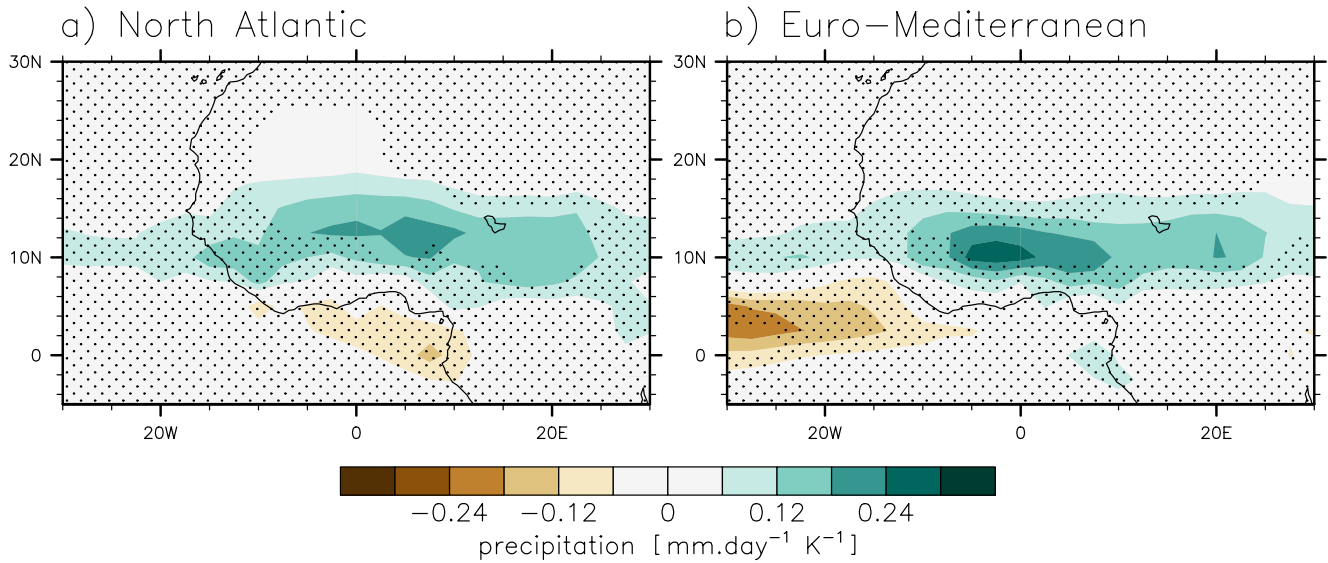 a) North Atlantic
b) Euro-Mediterranean
30N
20N
10N
0
20W 0 20E
30N
20N
10N
0
20W 0 20E
-0.24 -0.12 0 0.12 0.24
precipitation [mm.day⁻¹ K⁻¹]